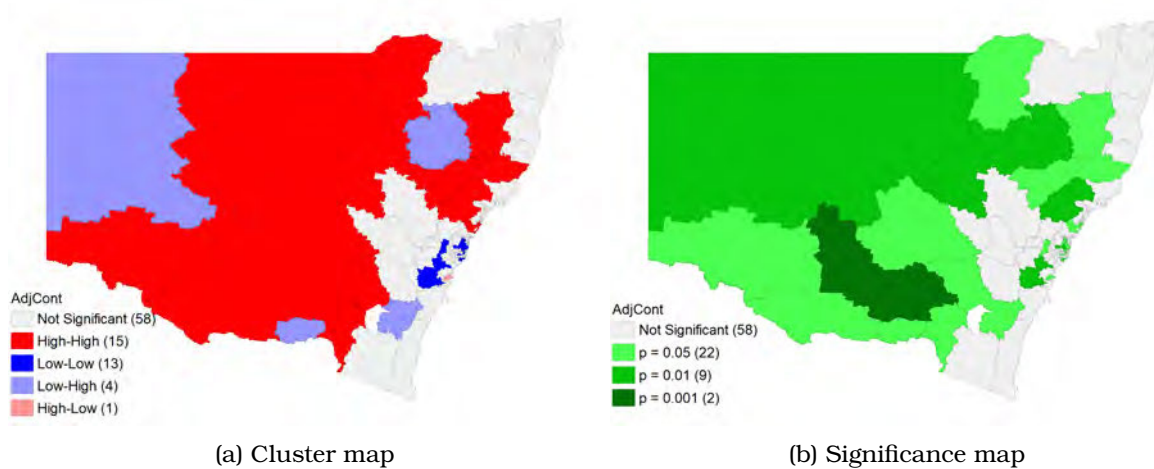 AdjCont
Not Significant (58)
High-High (15)
Low-Low (13)
Low-High (4)
High-Low (1)
(a) Cluster map
AdjCont
Not Significant (58)
p = 0.05 (22)
p = 0.01 (9)
p = 0.001 (2)
(b) Significance map